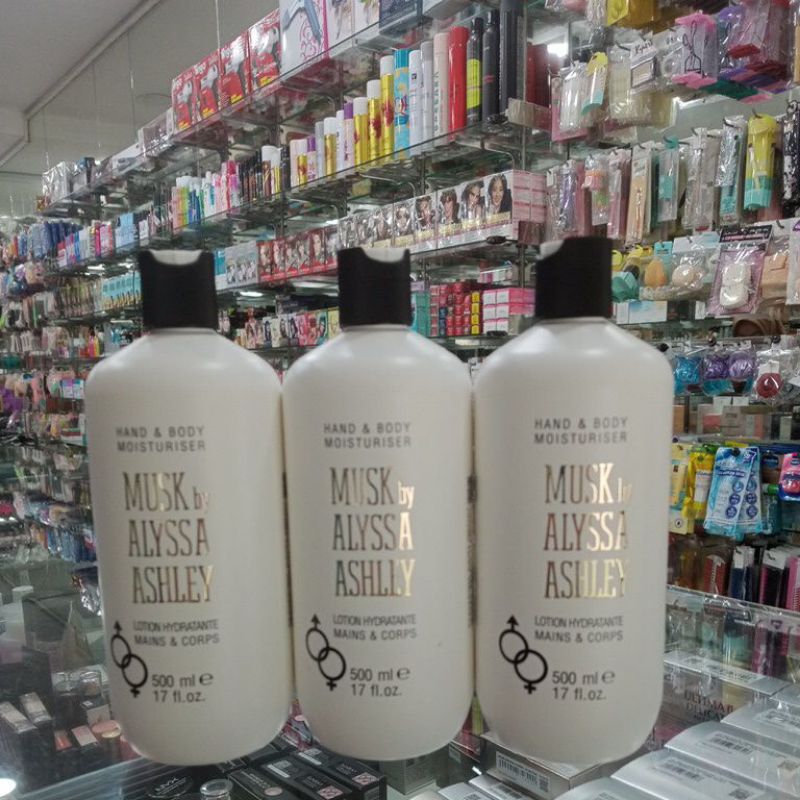 HAND & BODY
MOISTURISER
MUSK by
ALYSSA
ASHLEY
LOTION HYDRATANTE
MAINS & CORPS
500 ml e
17 fl.oz.
HAND & BODY
MOISTURISER
MUSK by
ALYSSA
ASHLLY
LOTION HYDRATANTE
MAINS & CORPS
500 ml e
17 fl.oz.
HAND & BODY
MOISTURISER
MUSK by
ALYSSA
ASHLEY
LOTION HYDRATANTE
MAINS & CORPS
500 ml e
17 fl.oz.
NYX